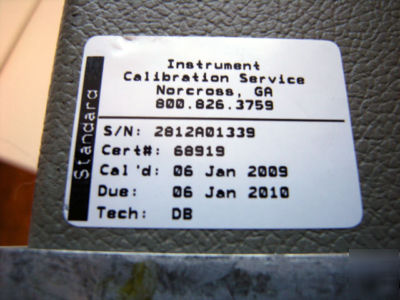 Instrument
Calibration Service
Norcross, GA
800.826.3759
Standard
S/N: 2812A01339
Cert#: 68919
Cal'd: 06 Jan 2009
Due: 06 Jan 2010
Tech: DB